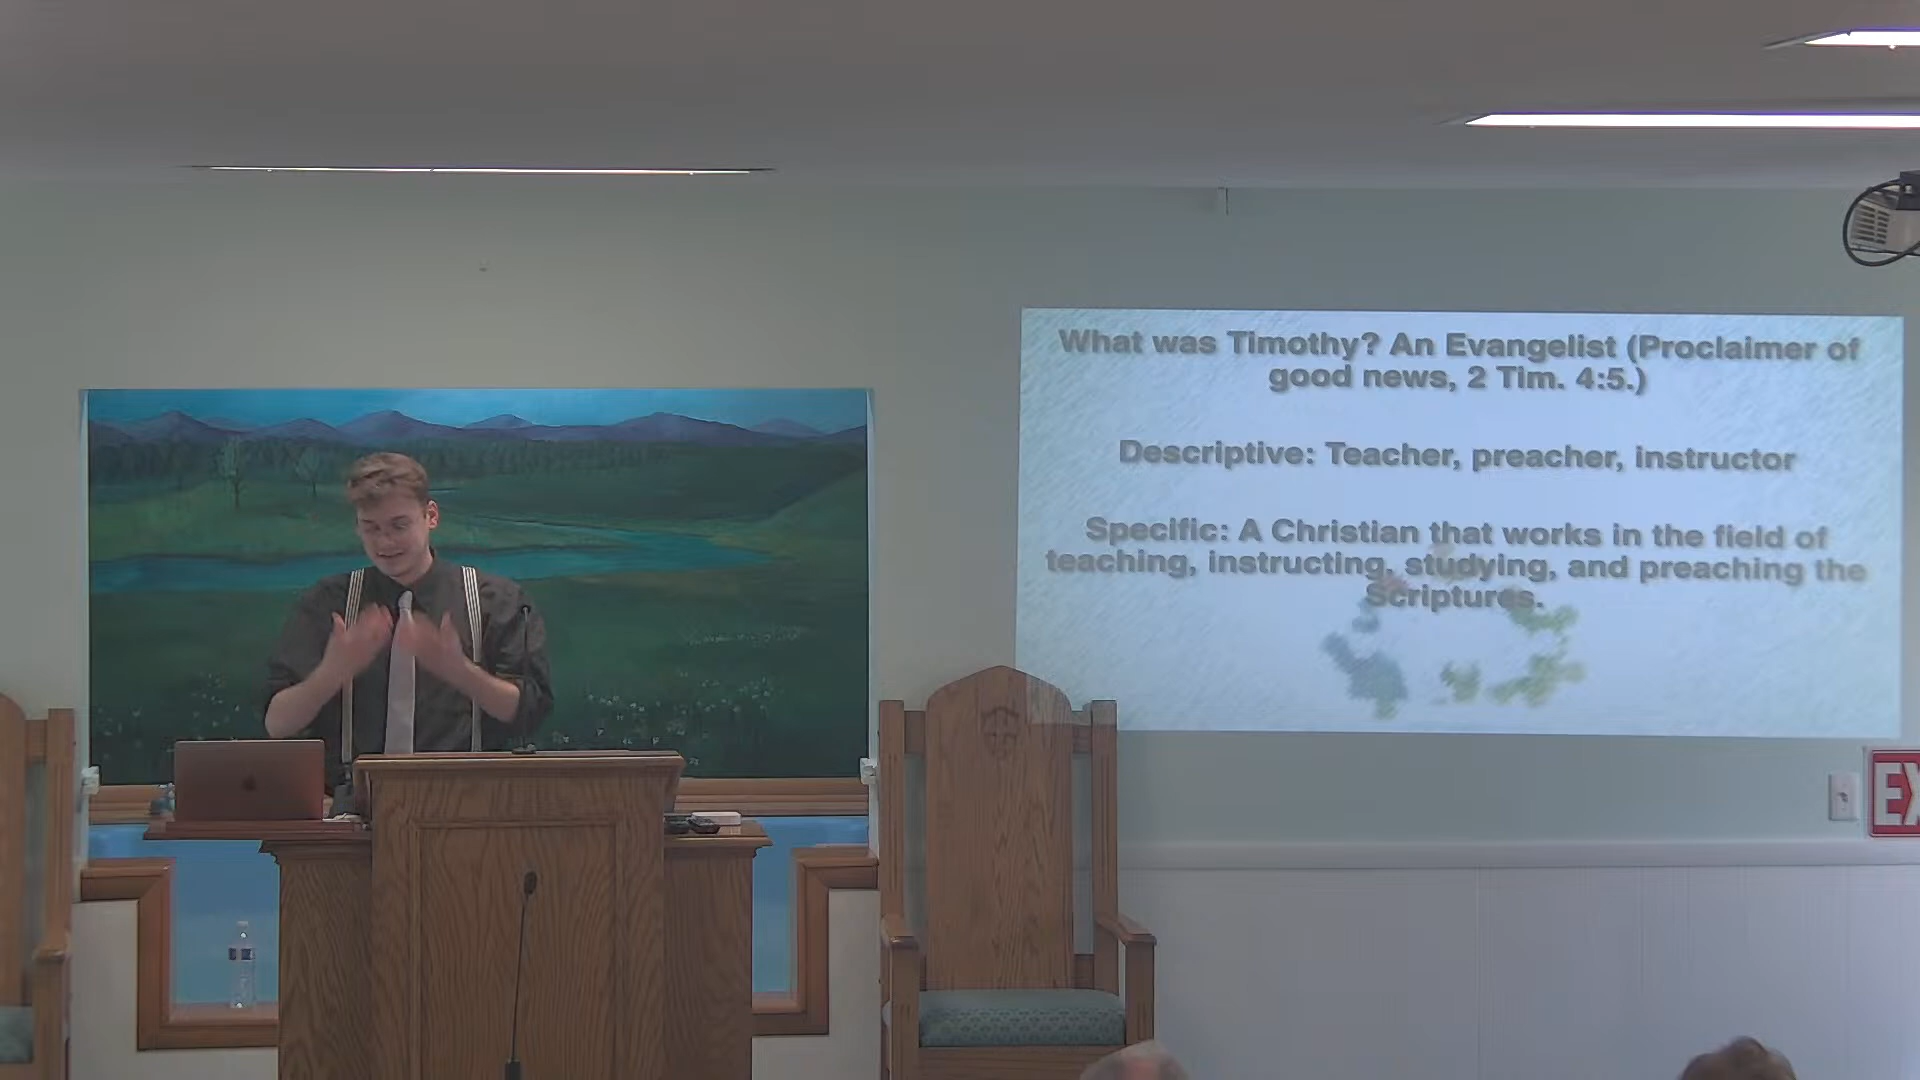 What was Timothy? An Evangelist (Proclaimer of
good news, 2 Tim. 4:5.)
Descriptive: Teacher, preacher, instructor
Specific: A Christian that works in the field of
teaching, instructing, studying, and preaching the
Scriptures.
EX